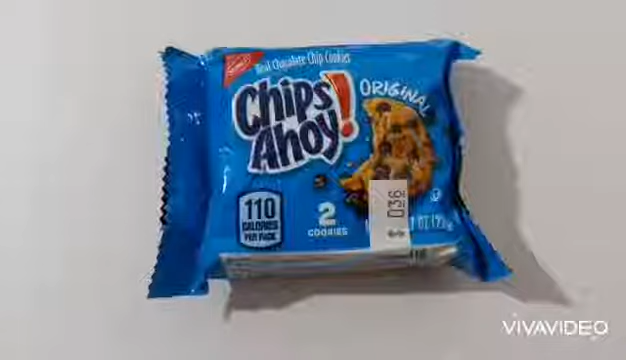 Real Chocolate Chip Cookies
Chips
Ahoy!
ORIGINAL
110
CALORIES
PER PACK
2
COOKIES
036
VIVAVIDEO